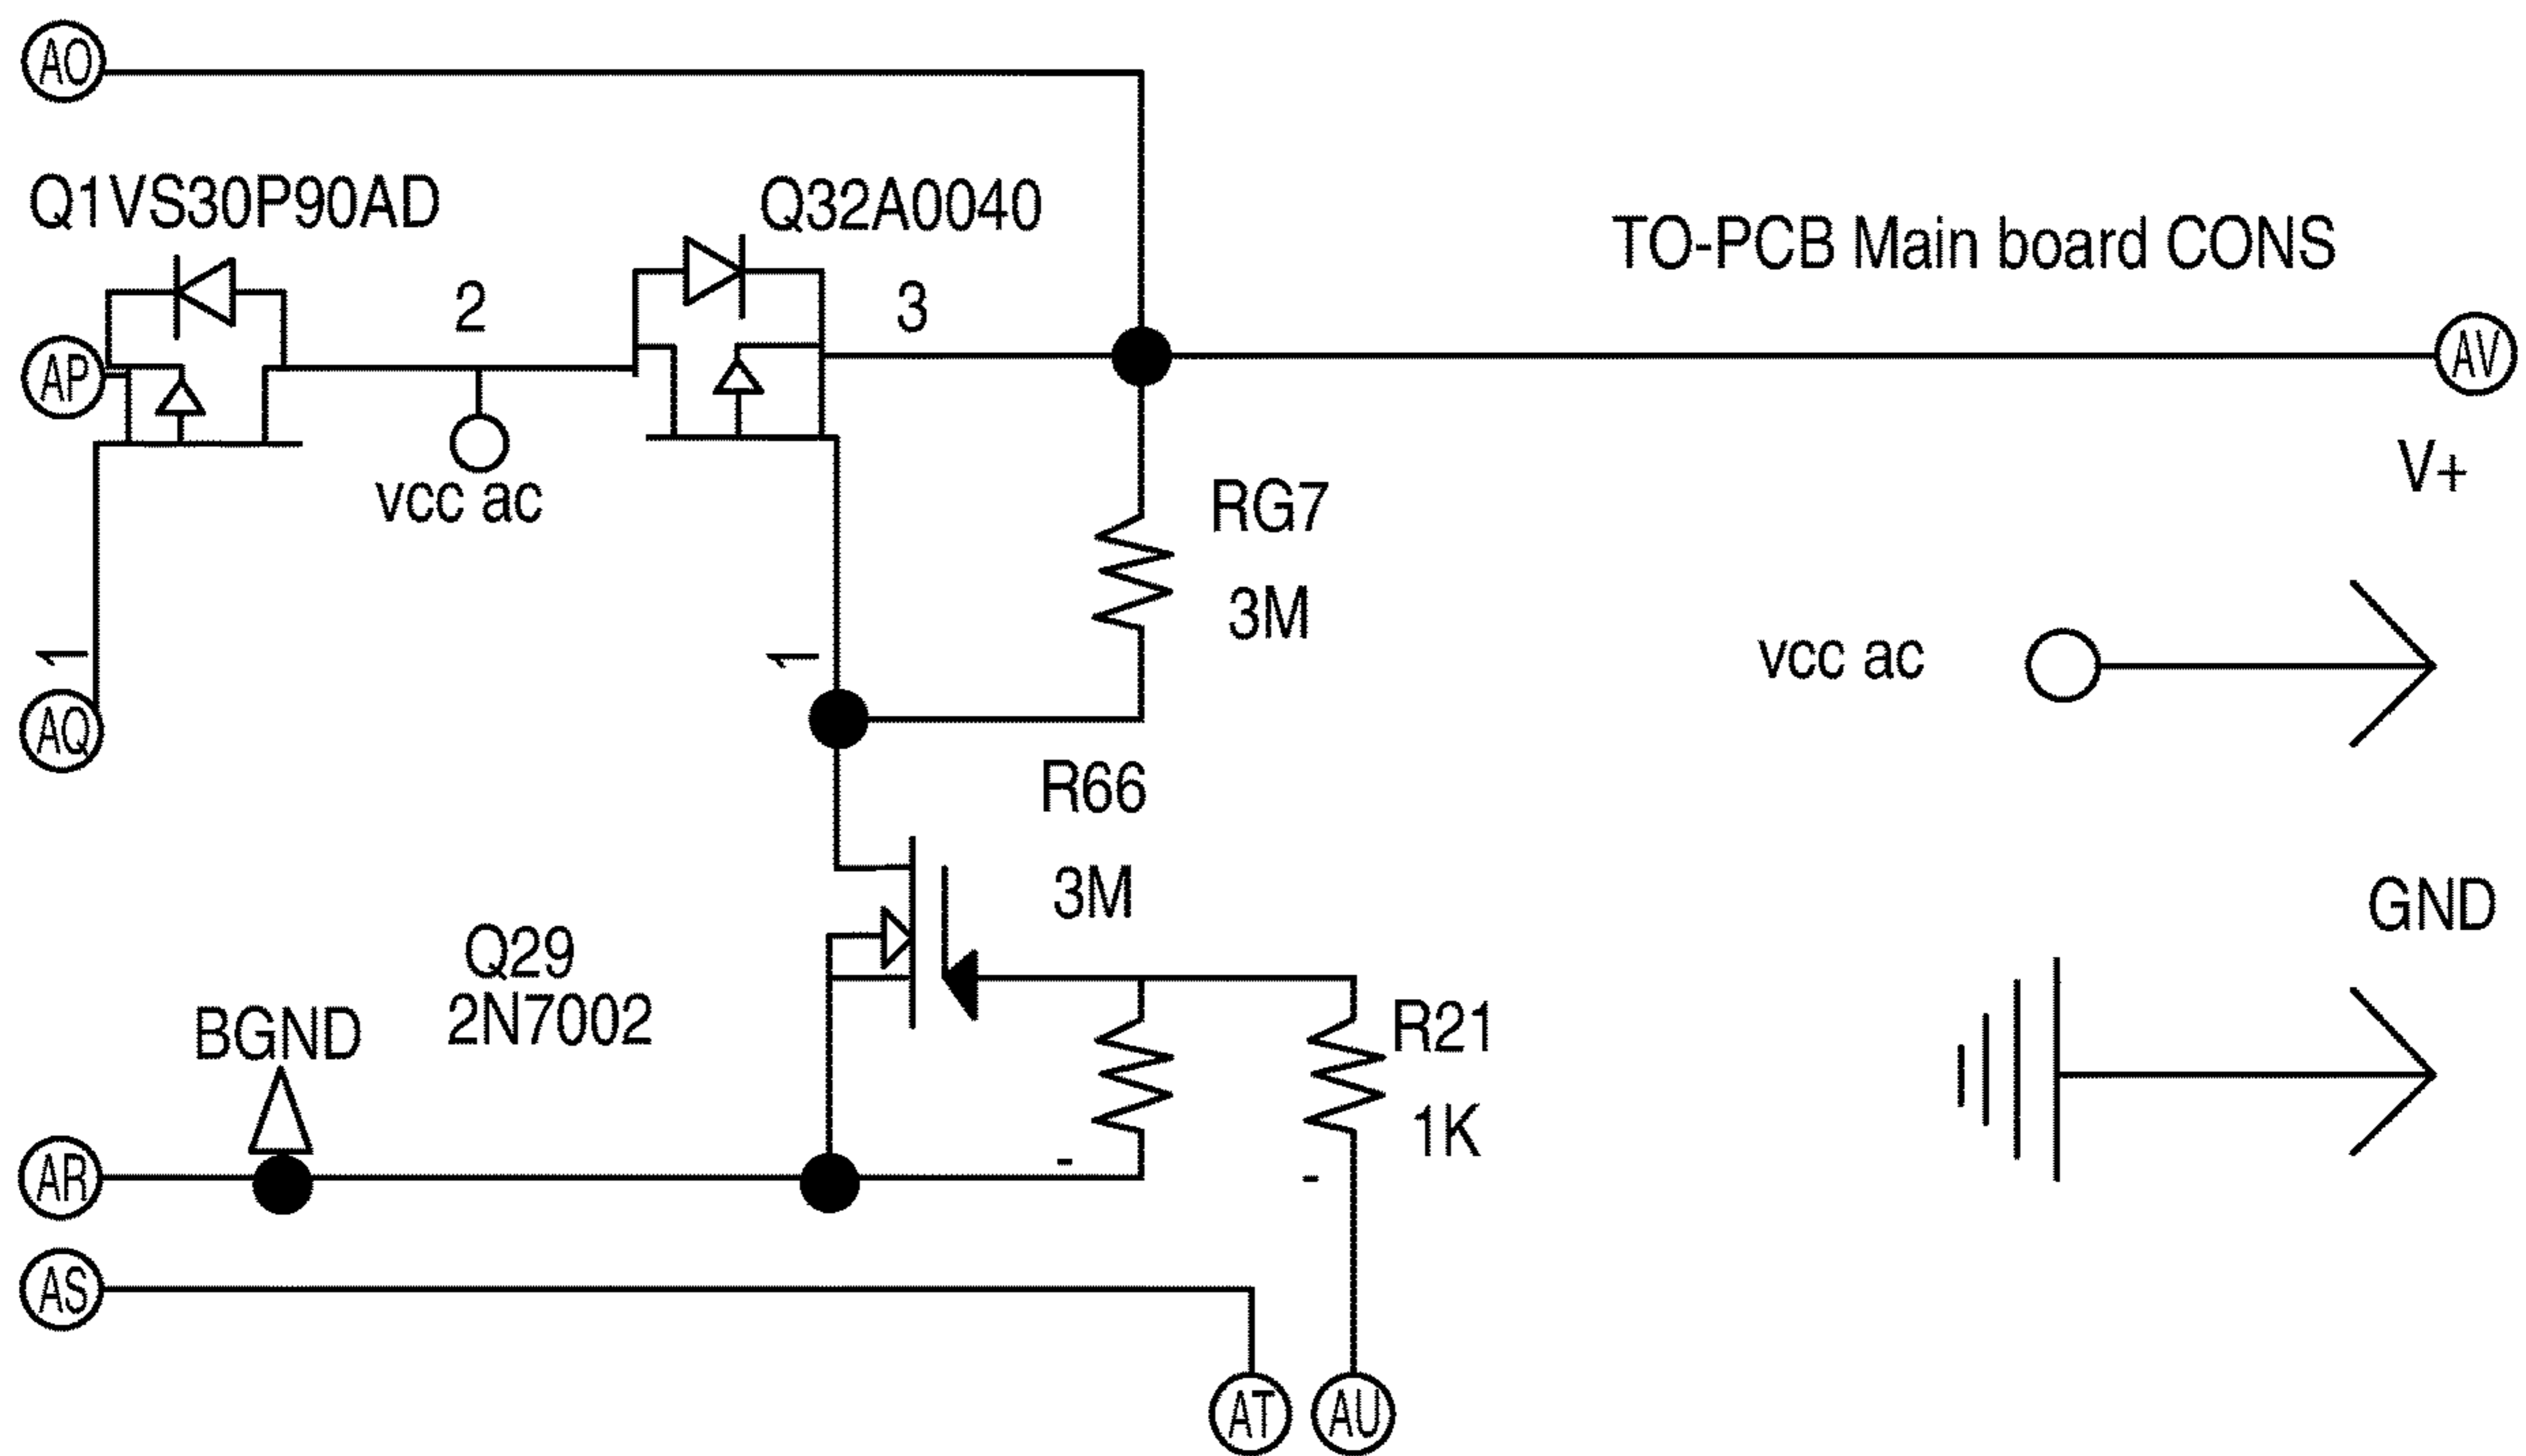 AO
Q1VS30P90AD
Q32A0040
TO-PCB Main board CONS
2
3
AP
AV
vcc ac
V+
RG7
3M
1
1
vcc ac
AQ
R66
3M
GND
Q29
2N7002
BGND
R21
1K
-
-
AR
AS
AT
AU